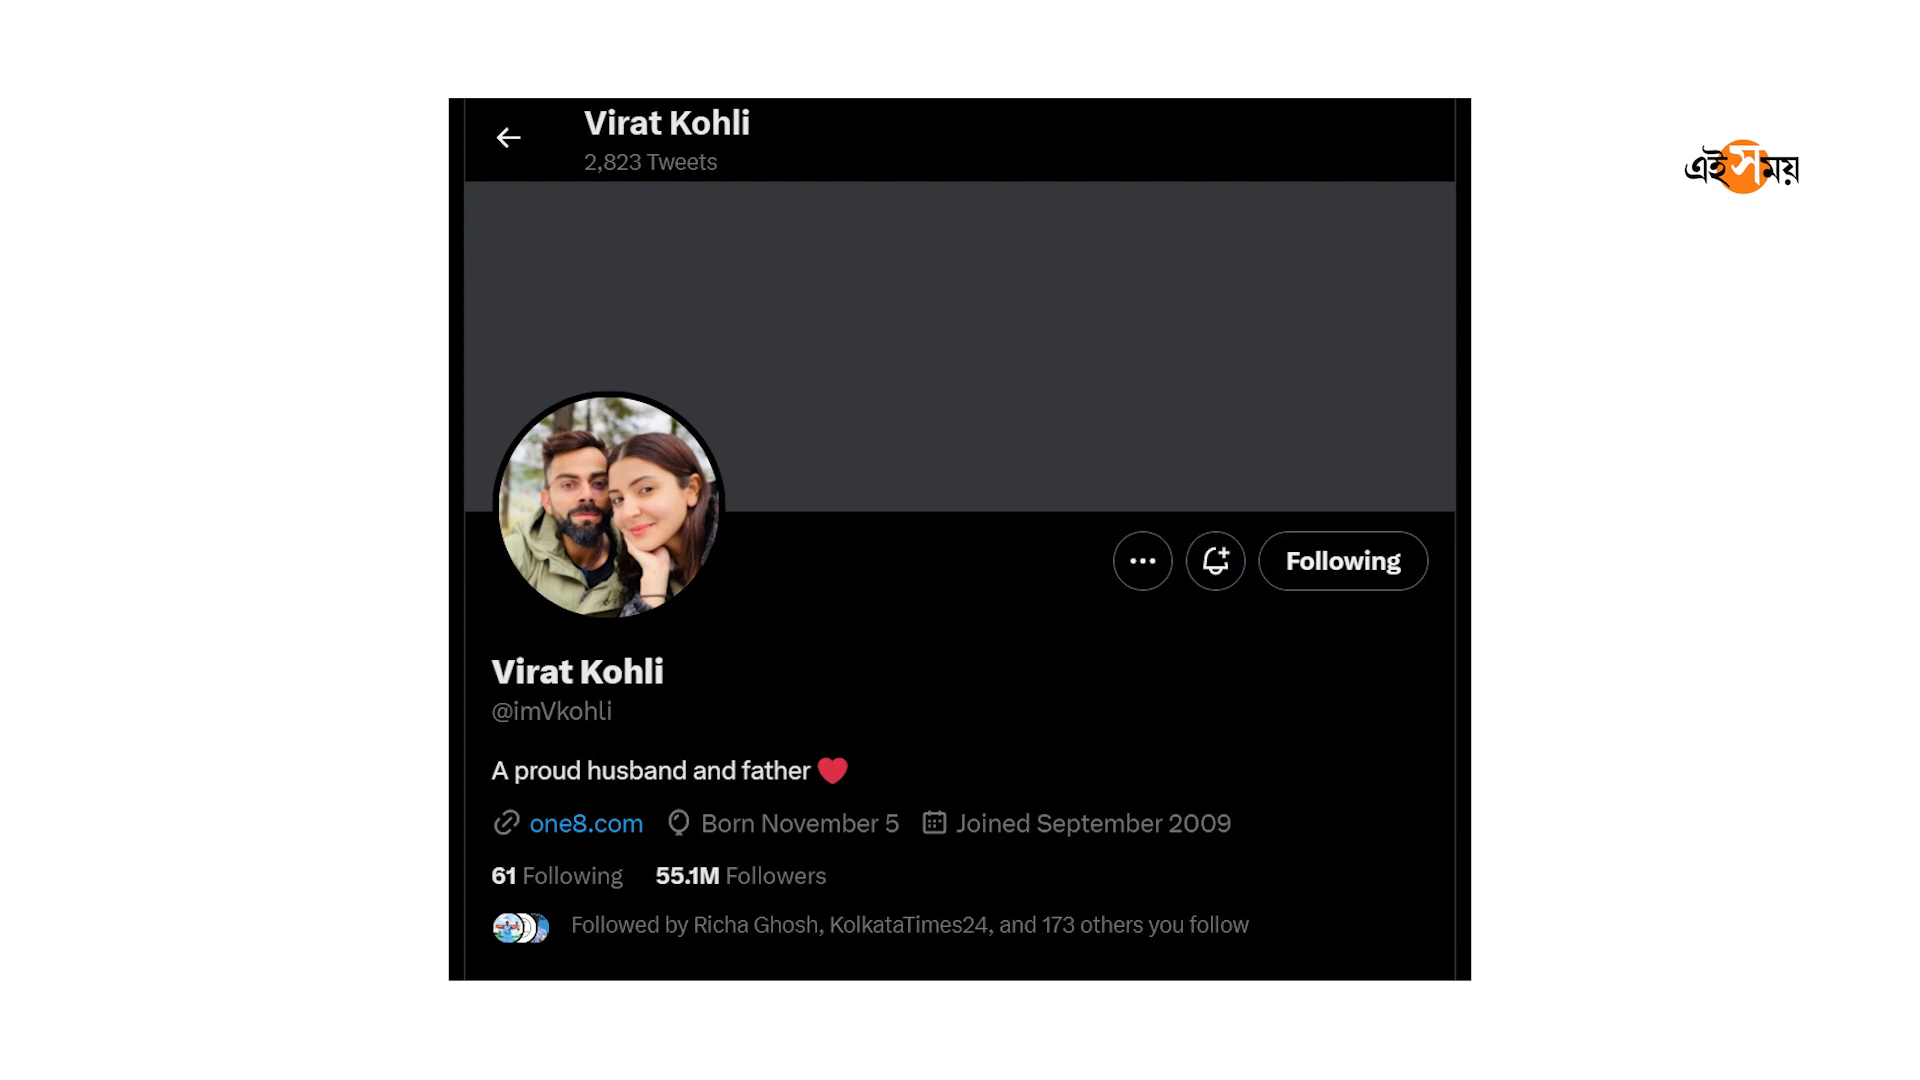 Virat Kohli
2,823 Tweets
এই সময়
Following
Virat Kohli
@imVkohli
A proud husband and father ❤️
one8.com Born November 5 Joined September 2009
61 Following 55.1M Followers
Followed by Richa Ghosh, KolkataTimes24, and 173 others you follow